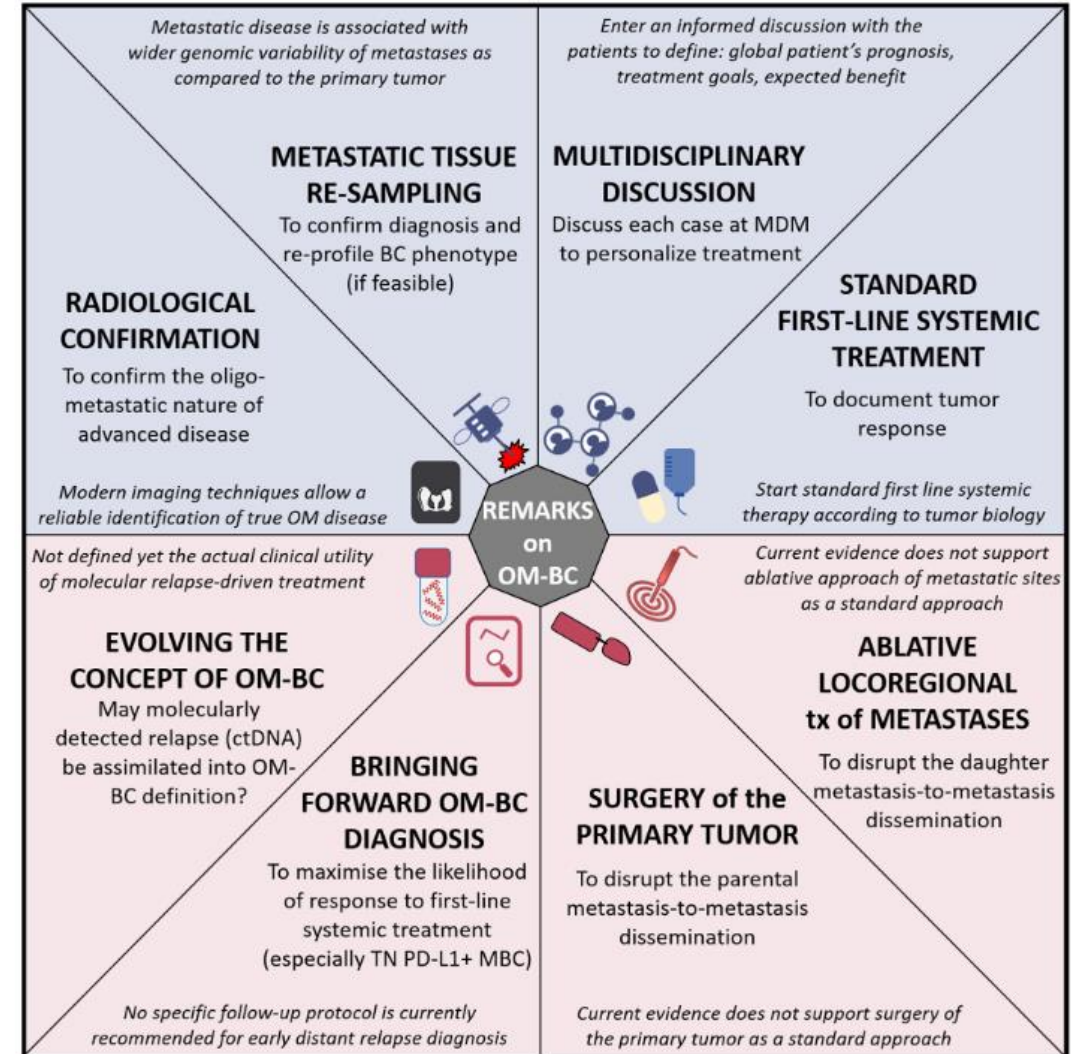 Metastatic disease is associated with
wider genomic variability of metastases as
compared to the primary tumor
METASTATIC TISSUE
RE-SAMPLING
To confirm diagnosis and
re-profile BC phenotype
(if feasible)
Enter an informed discussion with the
patients to define: global patient's prognosis,
treatment goals, expected benefit
MULTIDISCIPLINARY
DISCUSSION
Discuss each case at MDM
to personalize treatment
RADIOLOGICAL
CONFIRMATION
To confirm the oligo-
metastatic nature of
advanced disease
Modern imaging techniques allow a
reliable identification of true OM disease
STANDARD
FIRST-LINE SYSTEMIC
TREATMENT
To document tumor
response
Start standard first line systemic
therapy according to tumor biology
REMARKS
on
OM-BC
Not defined yet the actual clinical utility
of molecular relapse-driven treatment
EVOLVING THE
CONCEPT OF OM-BC
May molecularly
detected relapse (ctDNA)
be assimilated into OM-
BC definition?
Current evidence does not support
ablative approach of metastatic sites
as a standard approach
ABLATIVE
LOCOREGIONAL
tx of METASTASES
To disrupt the daughter
metastasis-to-metastasis
dissemination
BRINGING
FORWARD OM-BC
DIAGNOSIS
To maximise the likelihood
of response to first-line
systemic treatment
(especially TN PD-L1+ MBC)
No specific follow-up protocol is currently
recommended for early distant relapse diagnosis
SURGERY of the
PRIMARY TUMOR
To disrupt the parental
metastasis-to-metastasis
dissemination
Current evidence does not support surgery of
the primary tumor as a standard approach